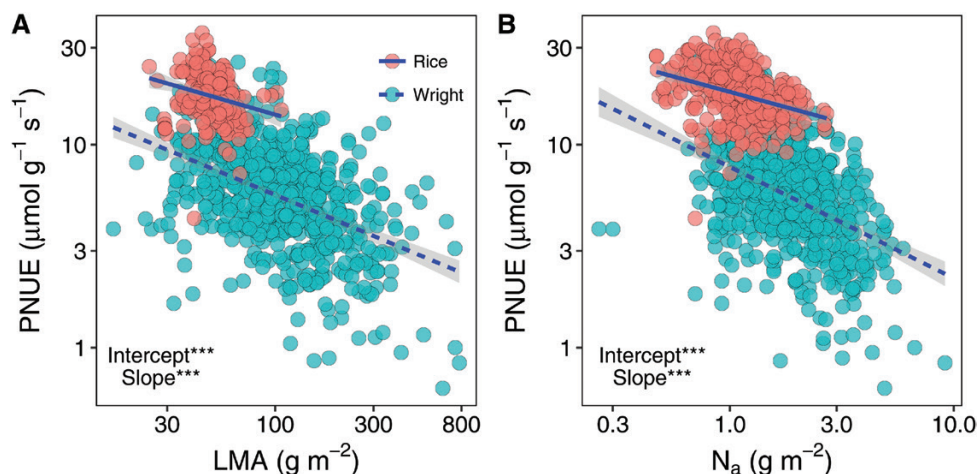 A
PNUE (μmol g⁻¹ s⁻¹)
30
10
3
1
Rice
Wright
Intercept***
Slope***
30 100 300 800
LMA (g m⁻²)
B
PNUE (μmol g⁻¹ s⁻¹)
30
10
3
1
Intercept***
Slope***
0.3 1.0 3.0 10.0
Nₐ (g m⁻²)